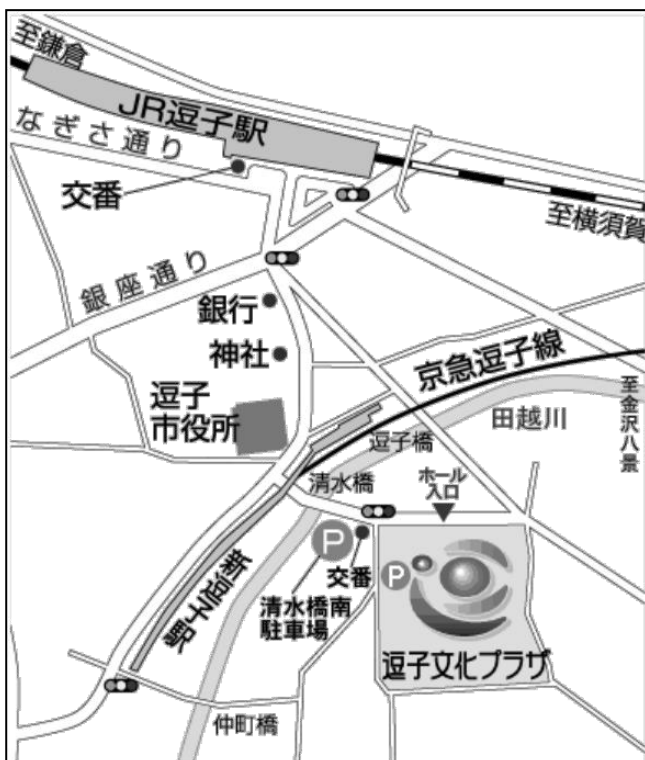 至鎌倉
JR逗子駅
なぎさ通り
交番
至横須賀
銀座通り
銀行
神社
京急逗子線
逗子
市役所
至金沢八景
田越川
逗子橋
清水橋
ホール
入口
P
交番
P
清水橋南
駐車場
新逗子駅
逗子文化プラザ
仲町橋